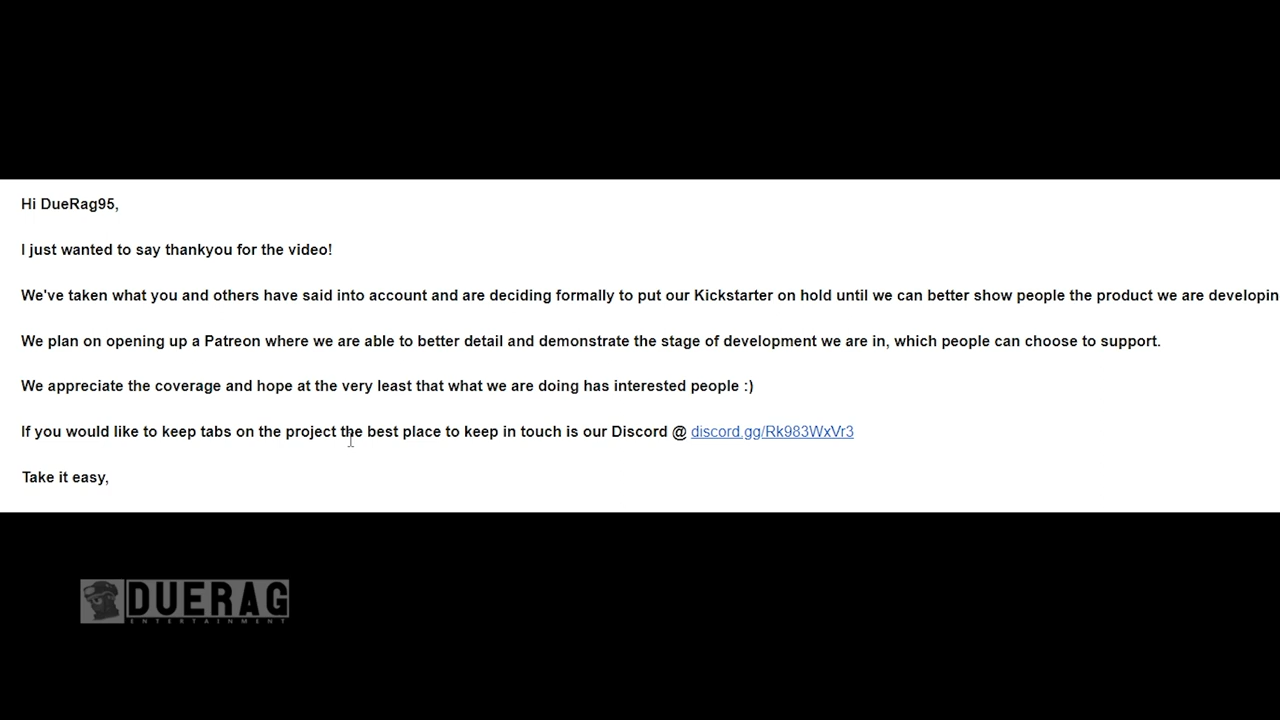 Hi DueRag95,
I just wanted to say thankyou for the video!
We've taken what you and others have said into account and are deciding formally to put our Kickstarter on hold until we can better show people the product we are developin
We plan on opening up a Patreon where we are able to better detail and demonstrate the stage of development we are in, which people can choose to support.
We appreciate the coverage and hope at the very least that what we are doing has interested people :)
If you would like to keep tabs on the project the best place to keep in touch is our Discord @ discord.gg/Rk983WxVr3
Take it easy,
DUERAG
ENTERTAINMENT